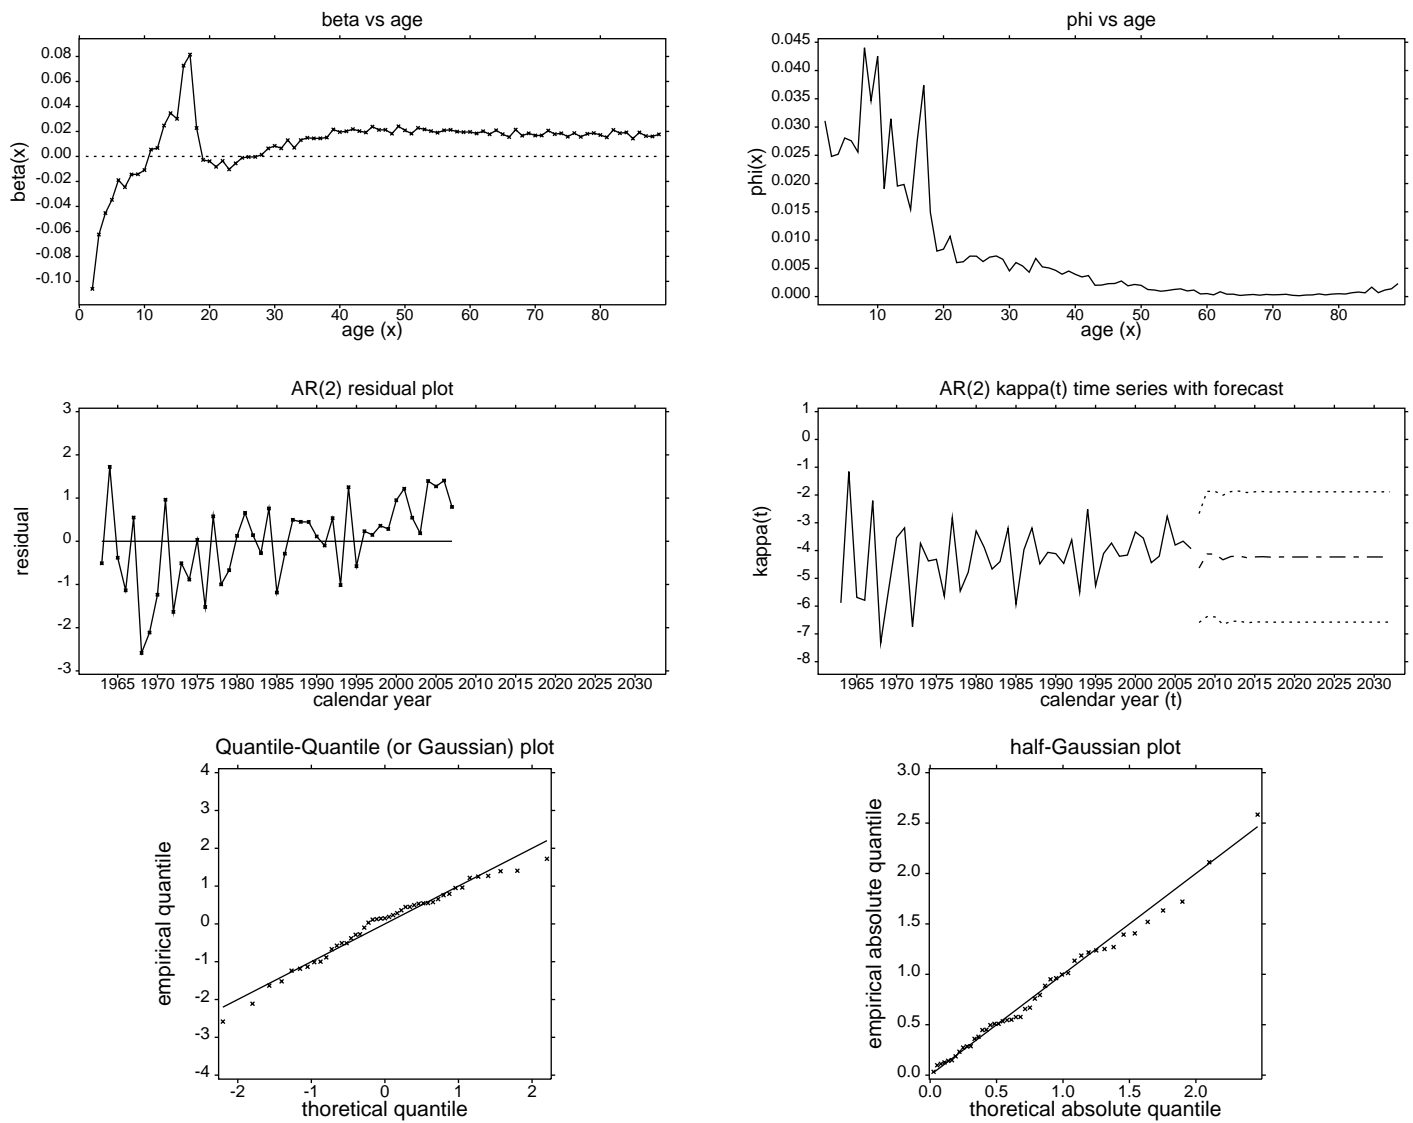 beta vs age
0.08
0.06
0.04
0.02
0.00
-0.02
-0.04
-0.06
-0.08
-0.10
beta(x)
0 10 20 30 40 50 60 70 80
age (x)
phi vs age
0.045
0.040
0.035
0.030
0.025
0.020
0.015
0.010
0.005
0.000
phi(x)
10 20 30 40 50 60 70 80
age (x)
AR(2) residual plot
3
2
1
0
-1
-2
-3
residual
1965 1970 1975 1980 1985 1990 1995 2000 2005 2010 2015 2020 2025 2030
calendar year
AR(2) kappa(t) time series with forecast
1
0
-1
-2
-3
-4
-5
-6
-7
-8
kappa(t)
1965 1970 1975 1980 1985 1990 1995 2000 2005 2010 2015 2020 2025 2030
calendar year (t)
Quantile-Quantile (or Gaussian) plot
4
3
2
1
0
-1
-2
-3
-4
empirical quantile
-2 -1 0 1 2
thoretical quantile
half-Gaussian plot
3.0
2.5
2.0
1.5
1.0
0.5
0.0
empirical absolute quantile
0.0 0.5 1.0 1.5 2.0
thoretical absolute quantile